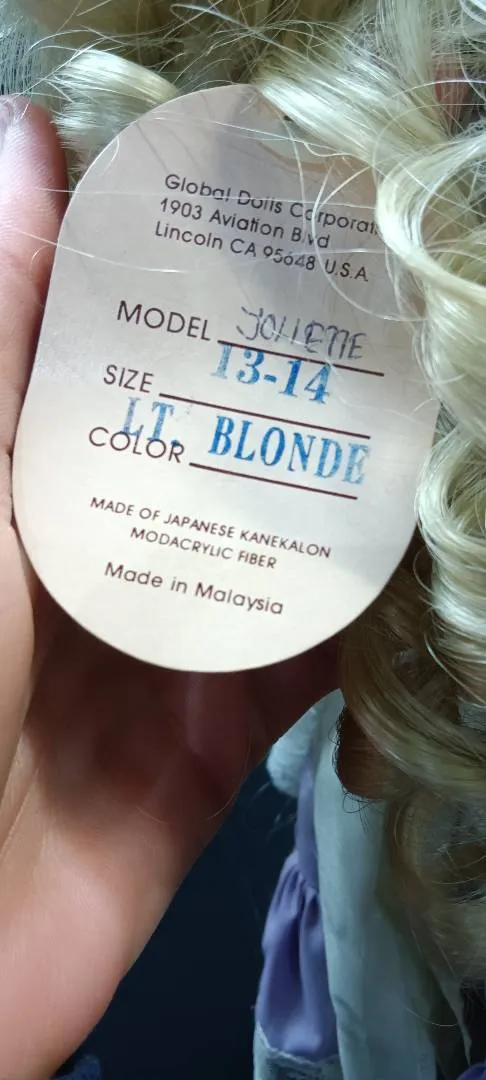 Global Dolls Corporati
1903 Aviation Blvd
Lincoln CA 95648 U.S.A.
MODEL JOLIETTE
SIZE 13-14
COLOR LT. BLONDE
MADE OF JAPANESE KANEKALON
MODACRYLIC FIBER
Made in Malaysia